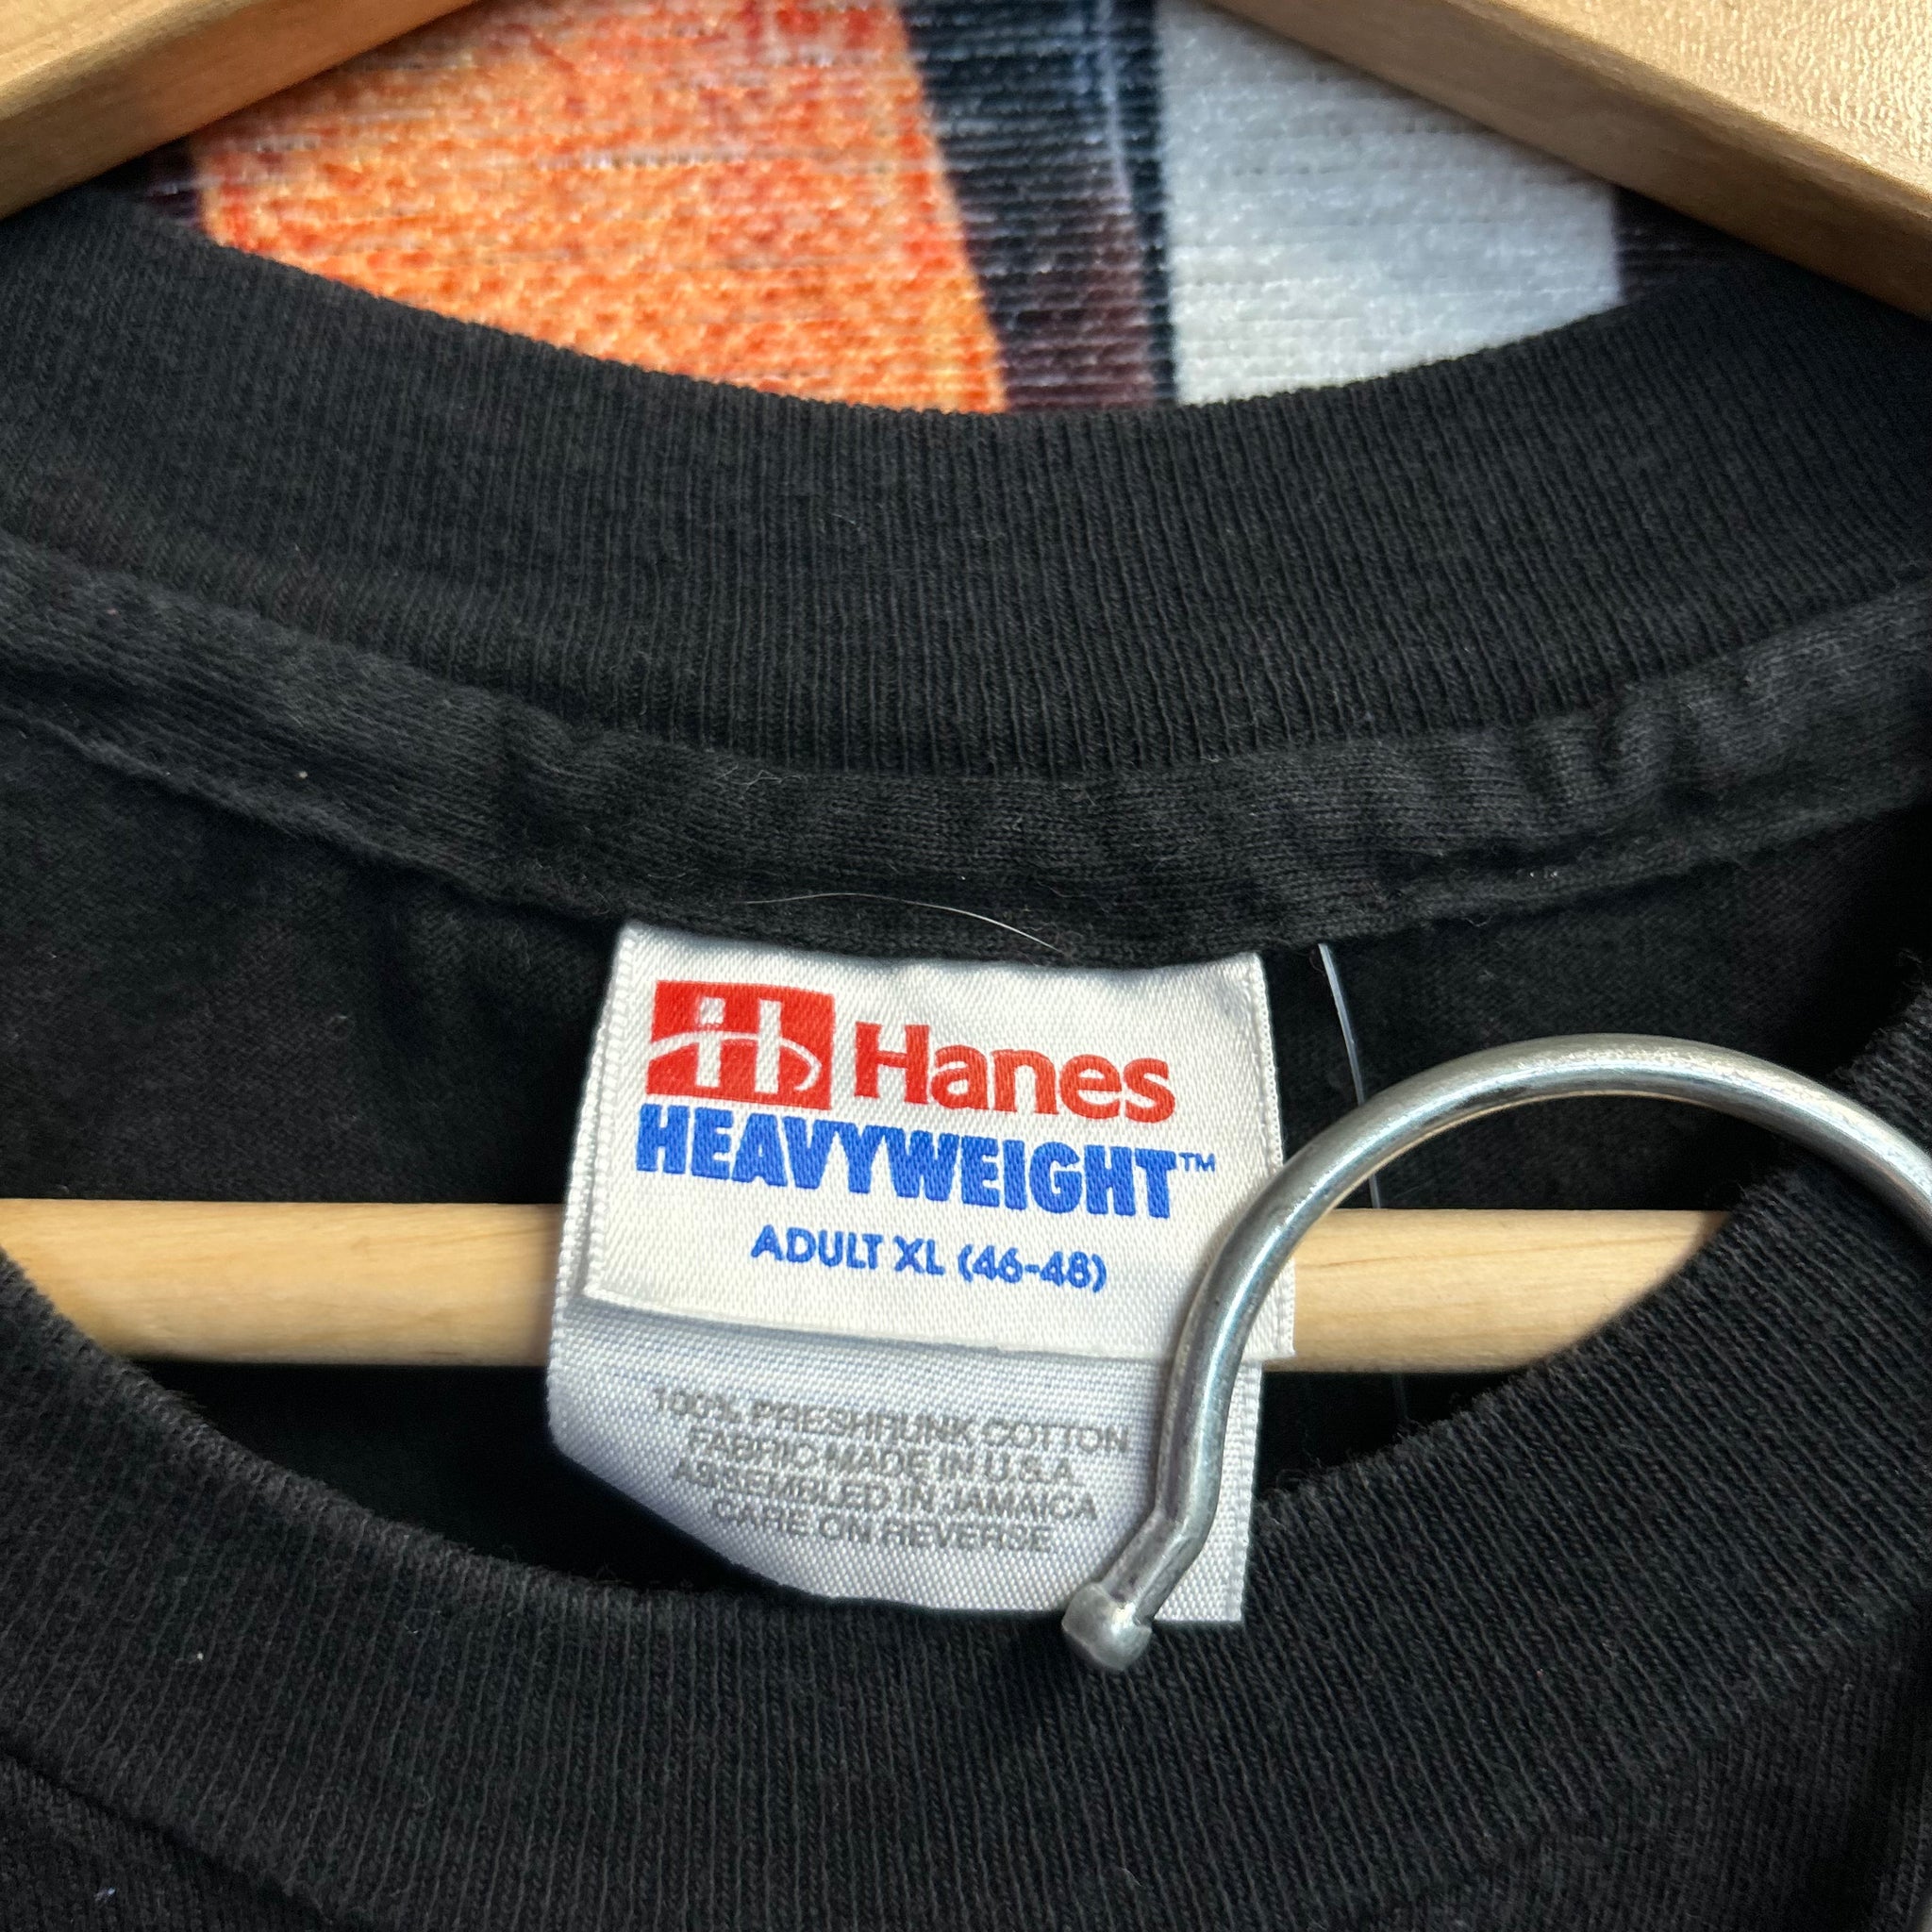 H Hanes
HEAVYWEIGHT™
ADULT XL (46-48)
100% PRESHRUNK COTTON
FABRIC MADE IN U.S.A
ASSEMBLED IN JAMAICA
CARE ON REVERSE